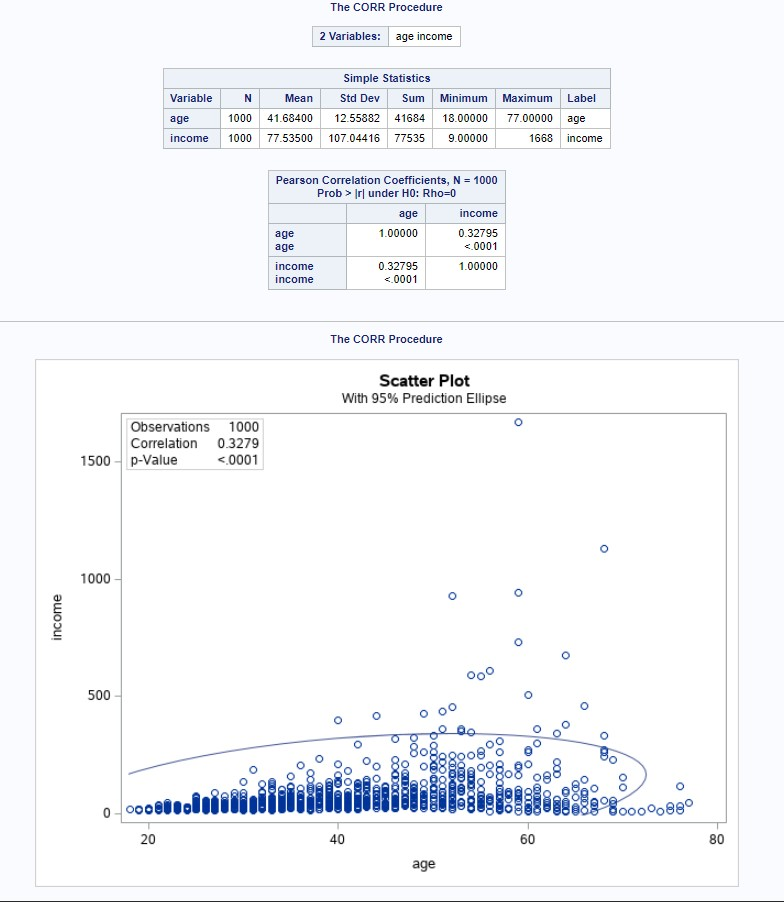 The CORR Procedure
2 Variables: age income
Simple Statistics
Variable N Mean Std Dev Sum Minimum Maximum Label
age 1000 41.68400 12.55882 41684 18.00000 77.00000 age
income 1000 77.53500 107.04416 77535 9.00000 1668 income
Pearson Correlation Coefficients, N = 1000
Prob > |r| under H0: Rho=0
age income
age 1.00000 0.32795
age <.0001
income 0.32795 1.00000
income <.0001
The CORR Procedure
Scatter Plot
With 95% Prediction Ellipse
Observations 1000
Correlation 0.3279
p-Value <.0001
1500
1000
500
0
income
20 40 60 80
age